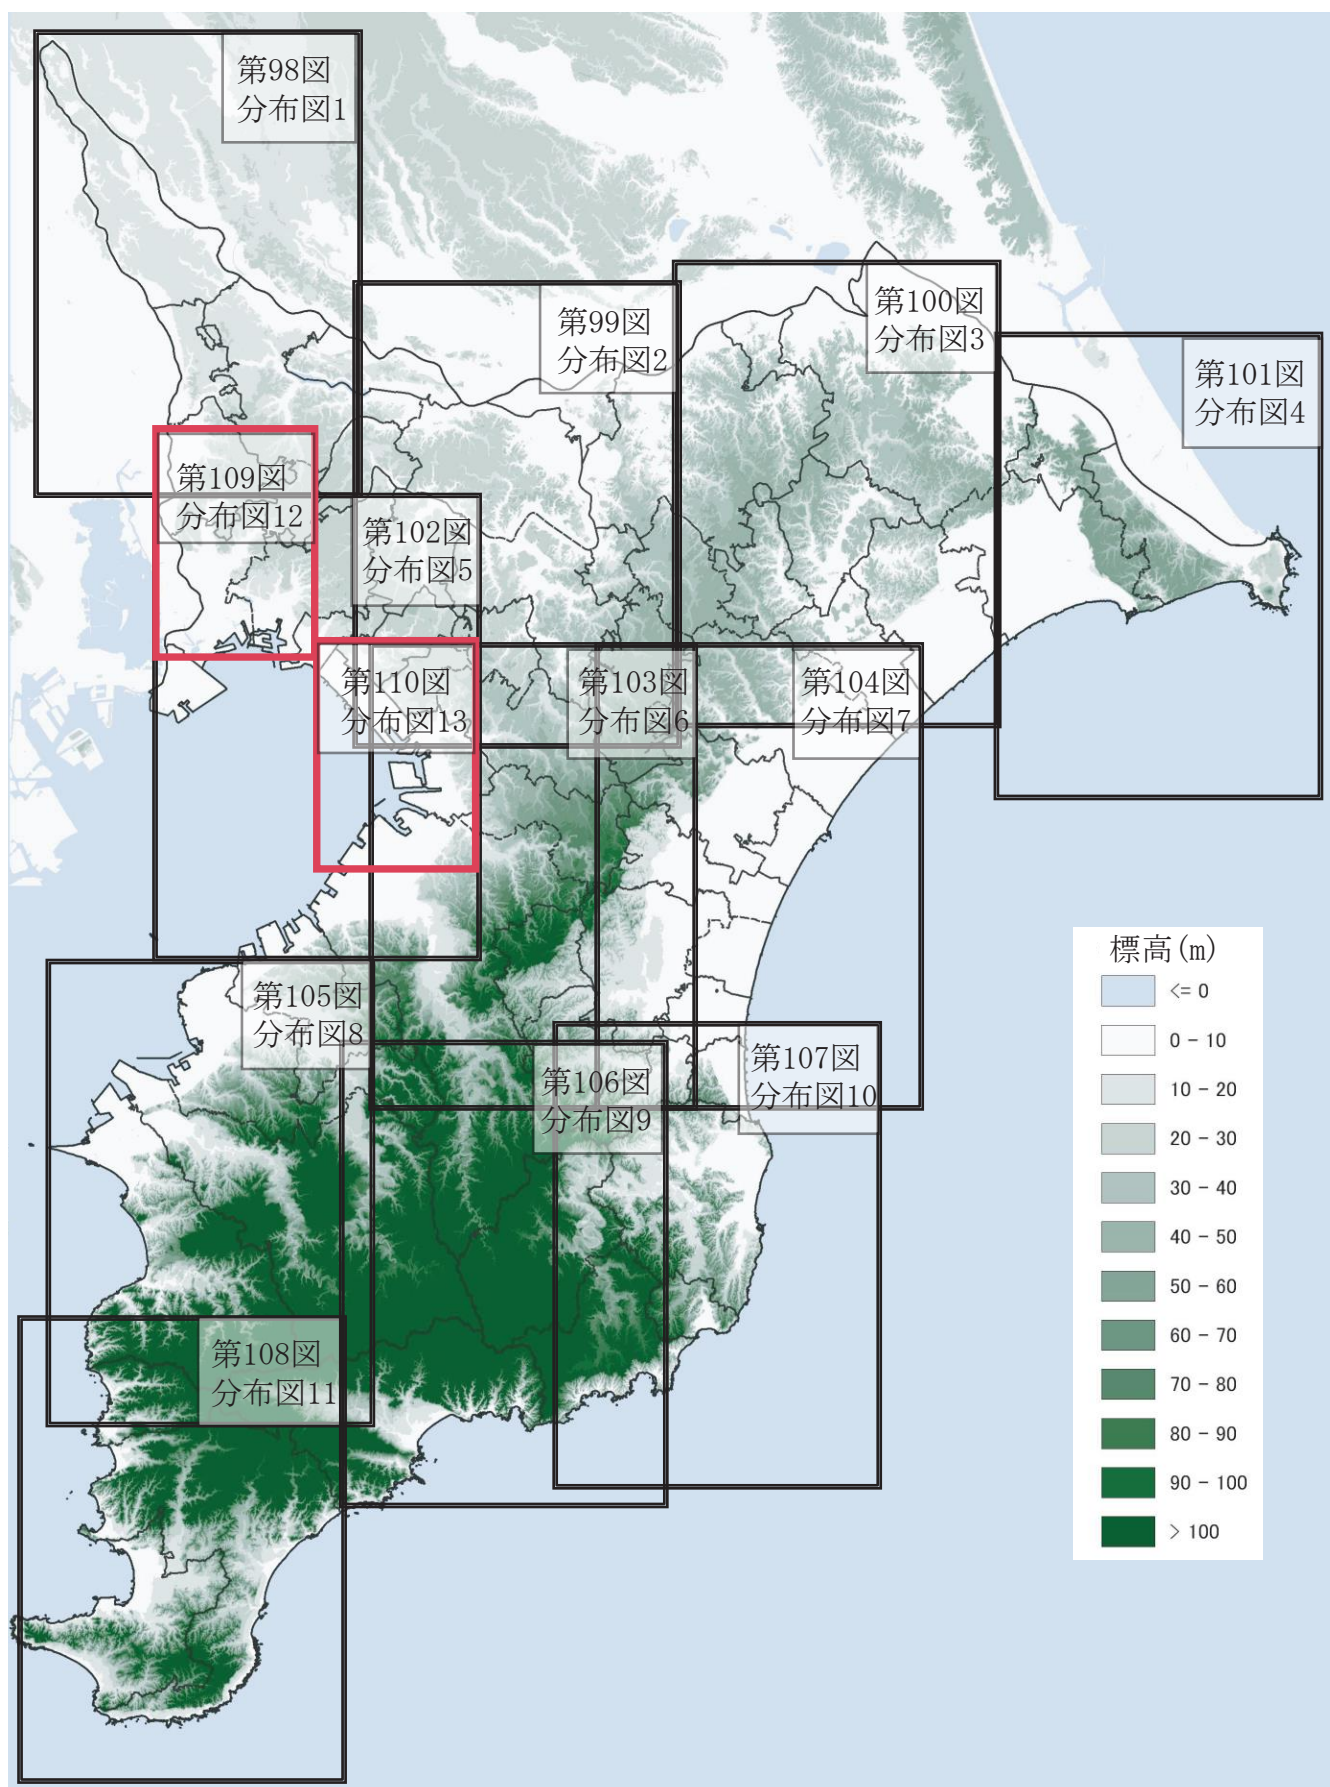 第98図
分布図1
第99図
分布図2
第100図
分布図3
第101図
分布図4
第109図
分布図12
第102図
分布図5
第110図
分布図13
第103図
分布図6
第104図
分布図7
第105図
分布図8
第106図
分布図9
第107図
分布図10
第108図
分布図11
標高(m)
<= 0
0 - 10
10 - 20
20 - 30
30 - 40
40 - 50
50 - 60
60 - 70
70 - 80
80 - 90
90 - 100
> 100